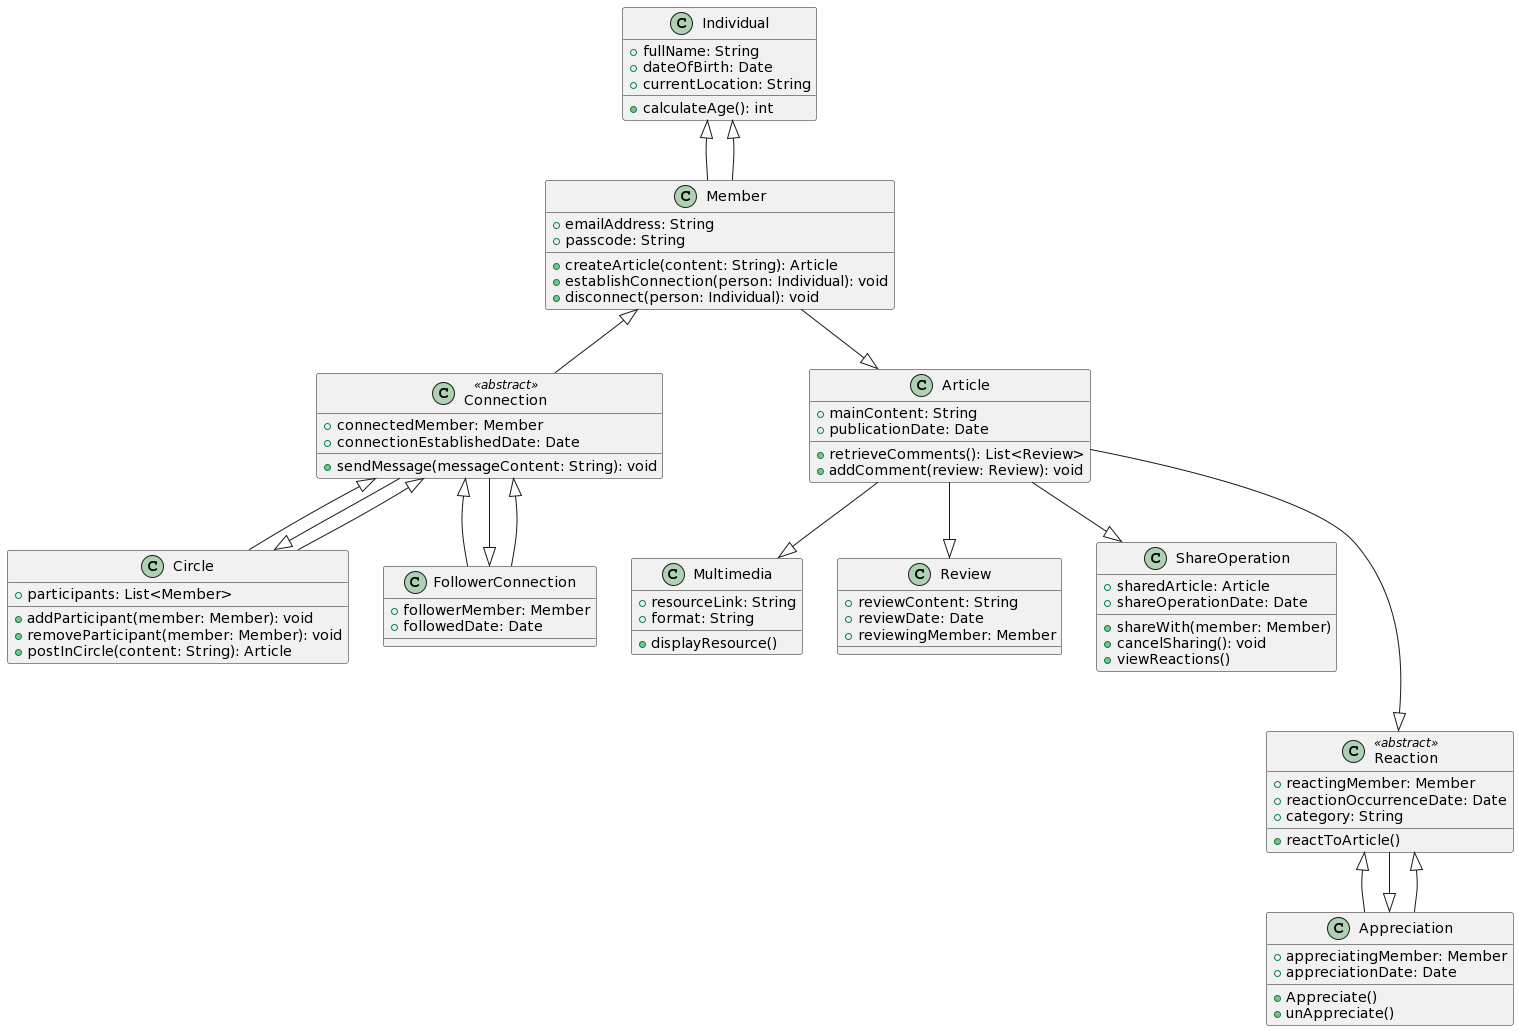 Individual
fullName: String
dateOfBirth: Date
currentLocation: String
calculateAge(): int
Member
emailAddress: String
passcode: String
createArticle(content: String): Article
establishConnection(person: Individual): void
disconnect(person: Individual): void
«abstract»
Connection
connectedMember: Member
connectionEstablishedDate: Date
sendMessage(messageContent: String): void
Article
mainContent: String
publicationDate: Date
retrieveComments(): List<Review>
addComment(review: Review): void
Circle
participants: List<Member>
addParticipant(member: Member): void
removeParticipant(member: Member): void
postInCircle(content: String): Article
FollowerConnection
followerMember: Member
followedDate: Date
Multimedia
resourceLink: String
format: String
displayResource()
Review
reviewContent: String
reviewDate: Date
reviewingMember: Member
ShareOperation
sharedArticle: Article
shareOperationDate: Date
shareWith(member: Member)
cancelSharing(): void
viewReactions()
«abstract»
Reaction
reactingMember: Member
reactionOccurrenceDate: Date
category: String
reactToArticle()
Appreciation
appreciatingMember: Member
appreciationDate: Date
Appreciate()
unAppreciate()